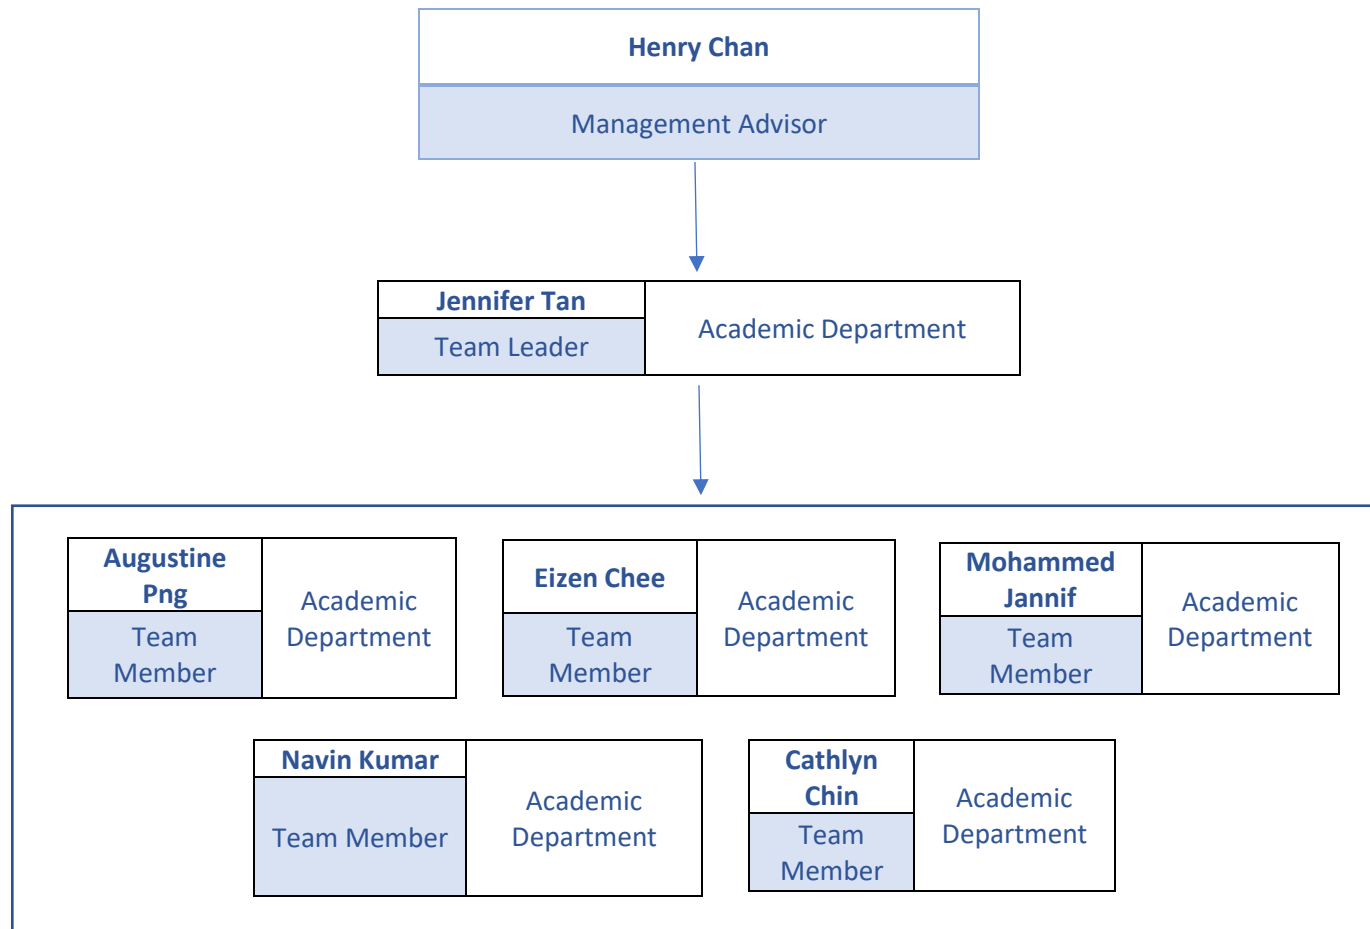 Henry Chan
Management Advisor
Jennifer Tan
Team Leader
Academic Department
Augustine
Png
Team
Member
Academic
Department
Eizen Chee
Team
Member
Academic
Department
Mohammed
Jannif
Team
Member
Academic
Department
Navin Kumar
Team Member
Academic
Department
Cathlyn
Chin
Team
Member
Academic
Department